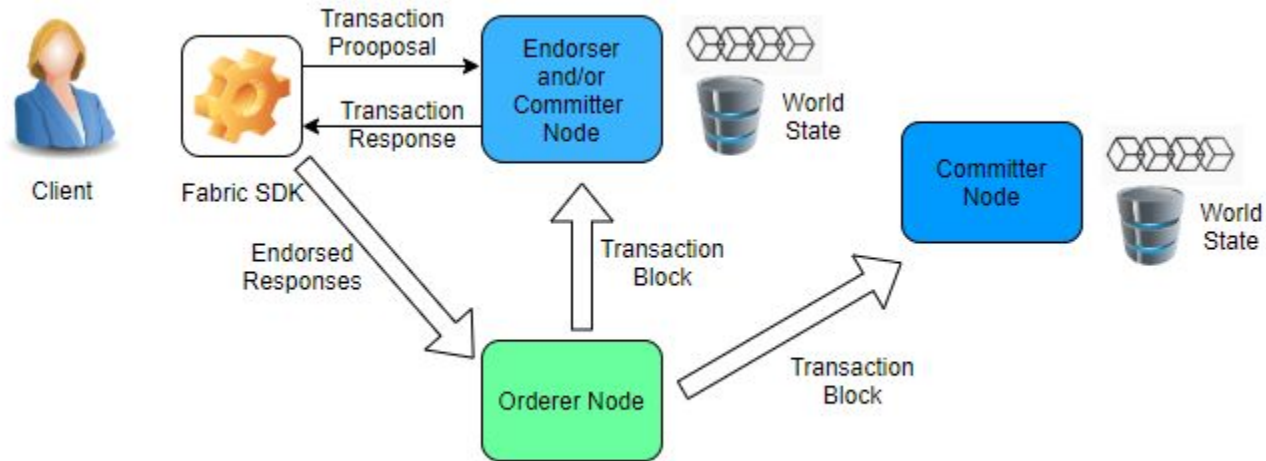 Transaction
Prooposal
Endorser
and/or
Committer
Node
World
State
Transaction
Response
Client
Fabric SDK
Committer
Node
World
State
Endorsed
Responses
Transaction
Block
Orderer Node
Transaction
Block